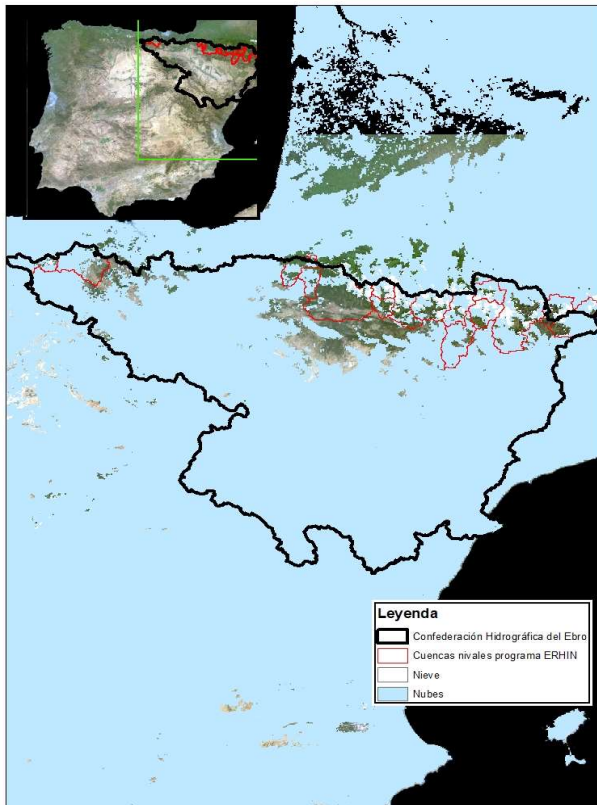 Leyenda
Confederación Hidrográfica del Ebro
Cuencas nivales programa ERHIN
Nieve
Nubes